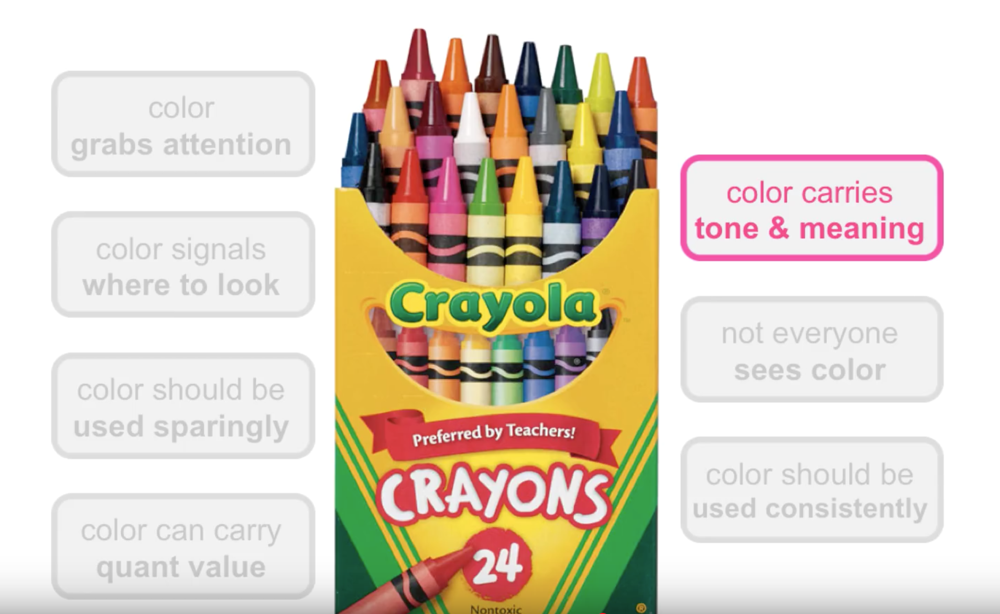 color
grabs attention
color signals
where to look
color should be
used sparingly
color can carry
quant value
Crayola
®
™
Preferred by Teachers!
CRAYONS
24
Nontoxic
®
color carries
tone & meaning
not everyone
sees color
color should be
used consistently